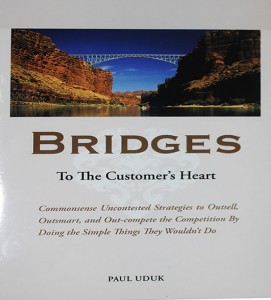 BRIDGES
To The Customer's Heart
Commonsense Uncontested Strategies to Outsell,
Outsmart, and Out-compete the Competition By
Doing the Simple Things They Wouldn't Do
PAUL UDUK